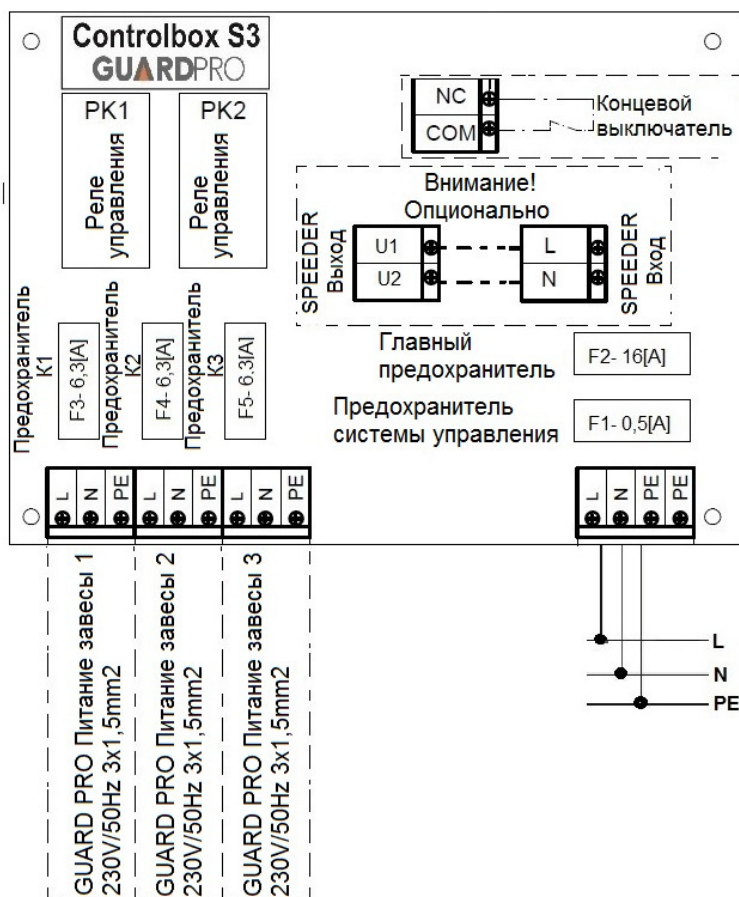 Controlbox S3
GUARDPRO
PK1
Реле
управления
PK2
Реле
управления
NC
COM
Концевой
выключатель
Внимание!
Опционально
SPEEDER
Выход
U1
U2
L
N
SPEEDER
Вход
Предохранитель
К1
F3- 6,3[A]
Предохранитель
К2
F4- 6,3[A]
Предохранитель
К3
F5- 6,3[A]
Главный
предохранитель
F2- 16[A]
Предохранитель
системы управления
F1- 0,5[A]
L N PE L N PE L N PE
L N PE PE
GUARD PRO Питание завесы 1
230V/50Hz 3x1,5mm2
GUARD PRO Питание завесы 2
230V/50Hz 3x1,5mm2
GUARD PRO Питание завесы 3
230V/50Hz 3x1,5mm2
L
N
PE